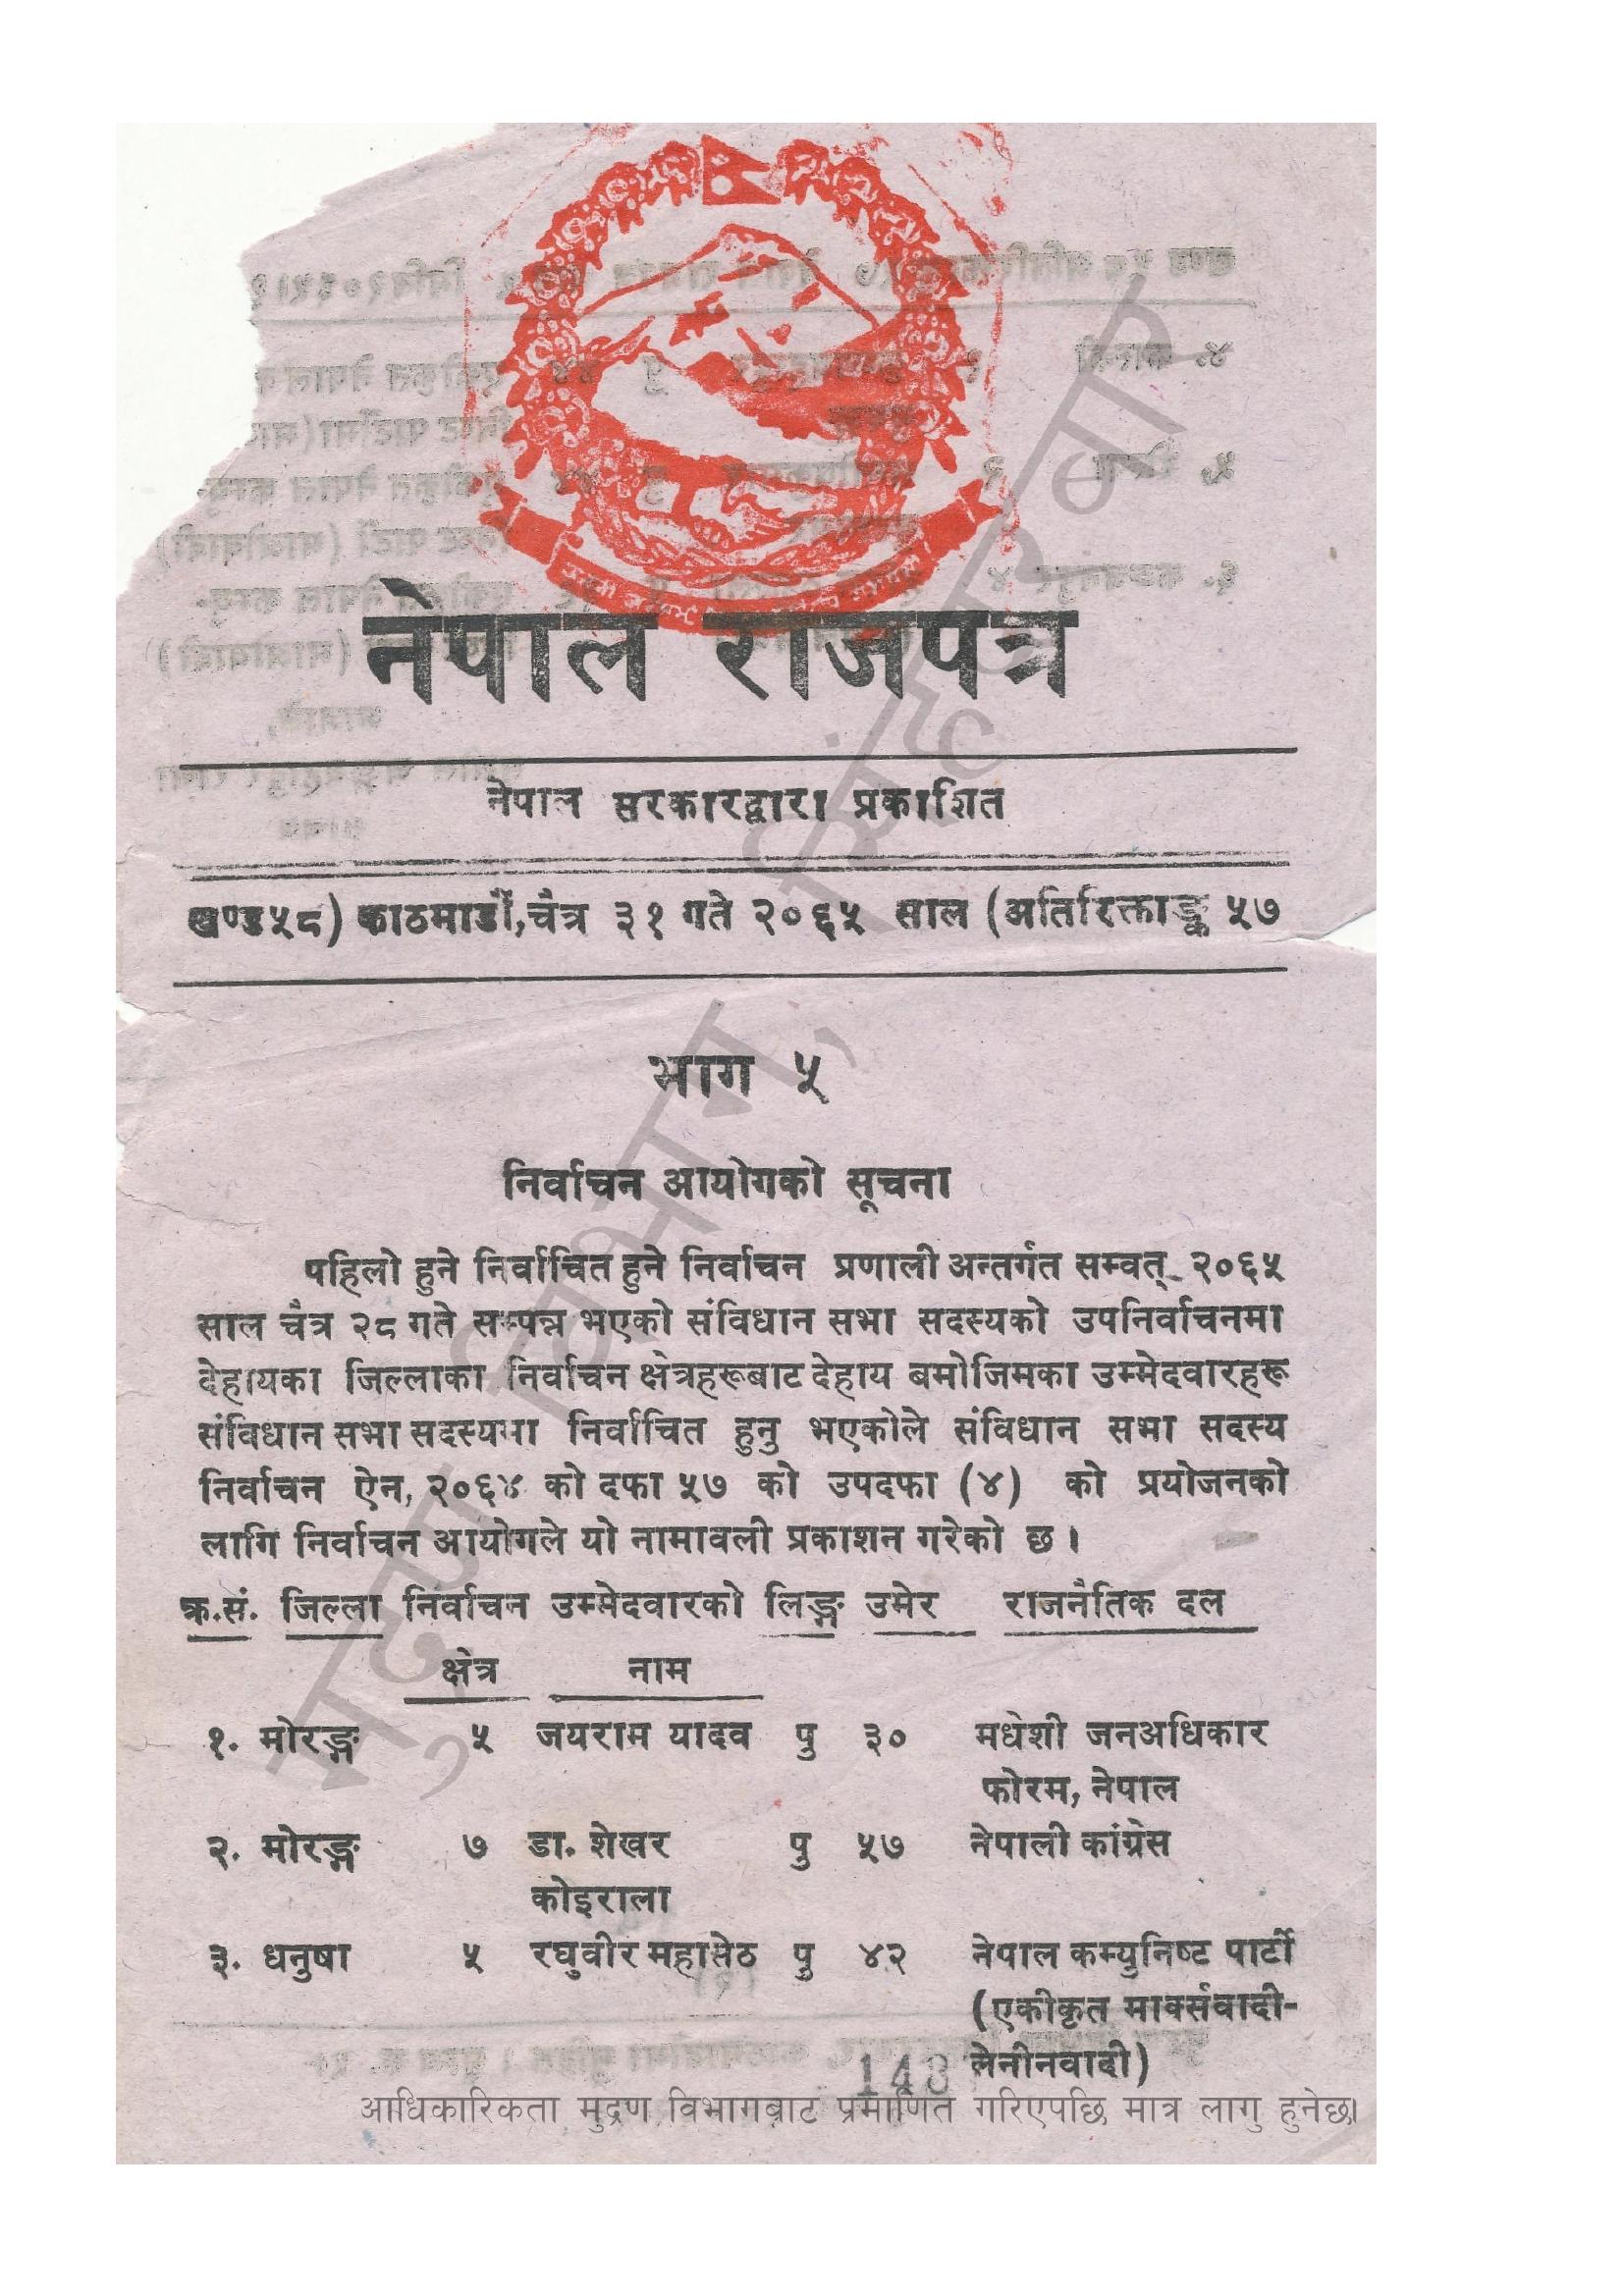 नेपाल राजपत्र
नेपाल सरकारद्वारा प्रकाशित
खण्ड५८) काठमाडौं,चैत्र ३१ गते २०६५ साल (अतिरिक्ताङ्क ५७
भाग ५
निर्वाचन आयोगको सूचना
पहिलो हुने निर्वाचित हुने निर्वाचन प्रणाली अन्तर्गत सम्वत् २०६५
साल चैत्र २८ गते सम्पन्न भएको संविधान सभा सदस्यको उपनिर्वाचनमा
देहायका जिल्लाका निर्वाचन क्षेत्रहरूबाट देहाय बमोजिमका उम्मेदवारहरू
संविधान सभा सदस्यमा निर्वाचित हुनु भएकोले संविधान सभा सदस्य
निर्वाचन ऐन, २०६४ को दफा ५७ को उपदफा (४) को प्रयोजनको
लागि निर्वाचन आयोगले यो नामावली प्रकाशन गरेको छ ।
क्र.सं. जिल्ला निर्वाचन उम्मेदवारको लिङ्ग उमेर राजनैतिक दल
क्षेत्र नाम
१. मोरङ्ग ५ जयराम यादव पु ३० मधेशी जनअधिकार
फोरम, नेपाल
२. मोरङ्ग ७ डा. शेखर पु ५७ नेपाली कांग्रेस
कोइराला
३. धनुषा ५ रघुवीर महासेठ पु ४२ नेपाल कम्युनिष्ट पार्टी
(एकीकृत मार्क्सवादी-
लेनीनवादी)
143
आधिकारिकता मुद्रण विभागबाट प्रमाणित गरिएपछि मात्र लागु हुनेछ।
मुद्रण विभाग, सिंहदरबार